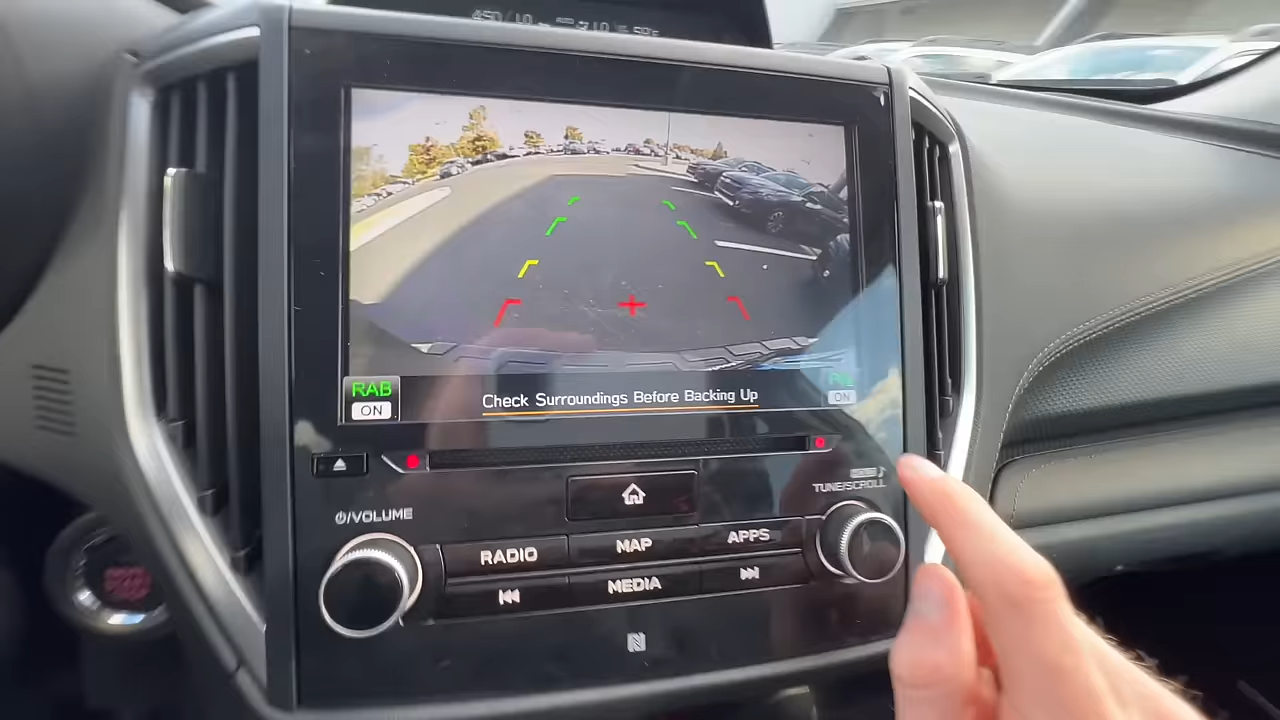 RAB
ON
Check Surroundings Before Backing Up
ON
TUNE/SCROLL
/VOLUME
RADIO
MAP
APPS
MEDIA